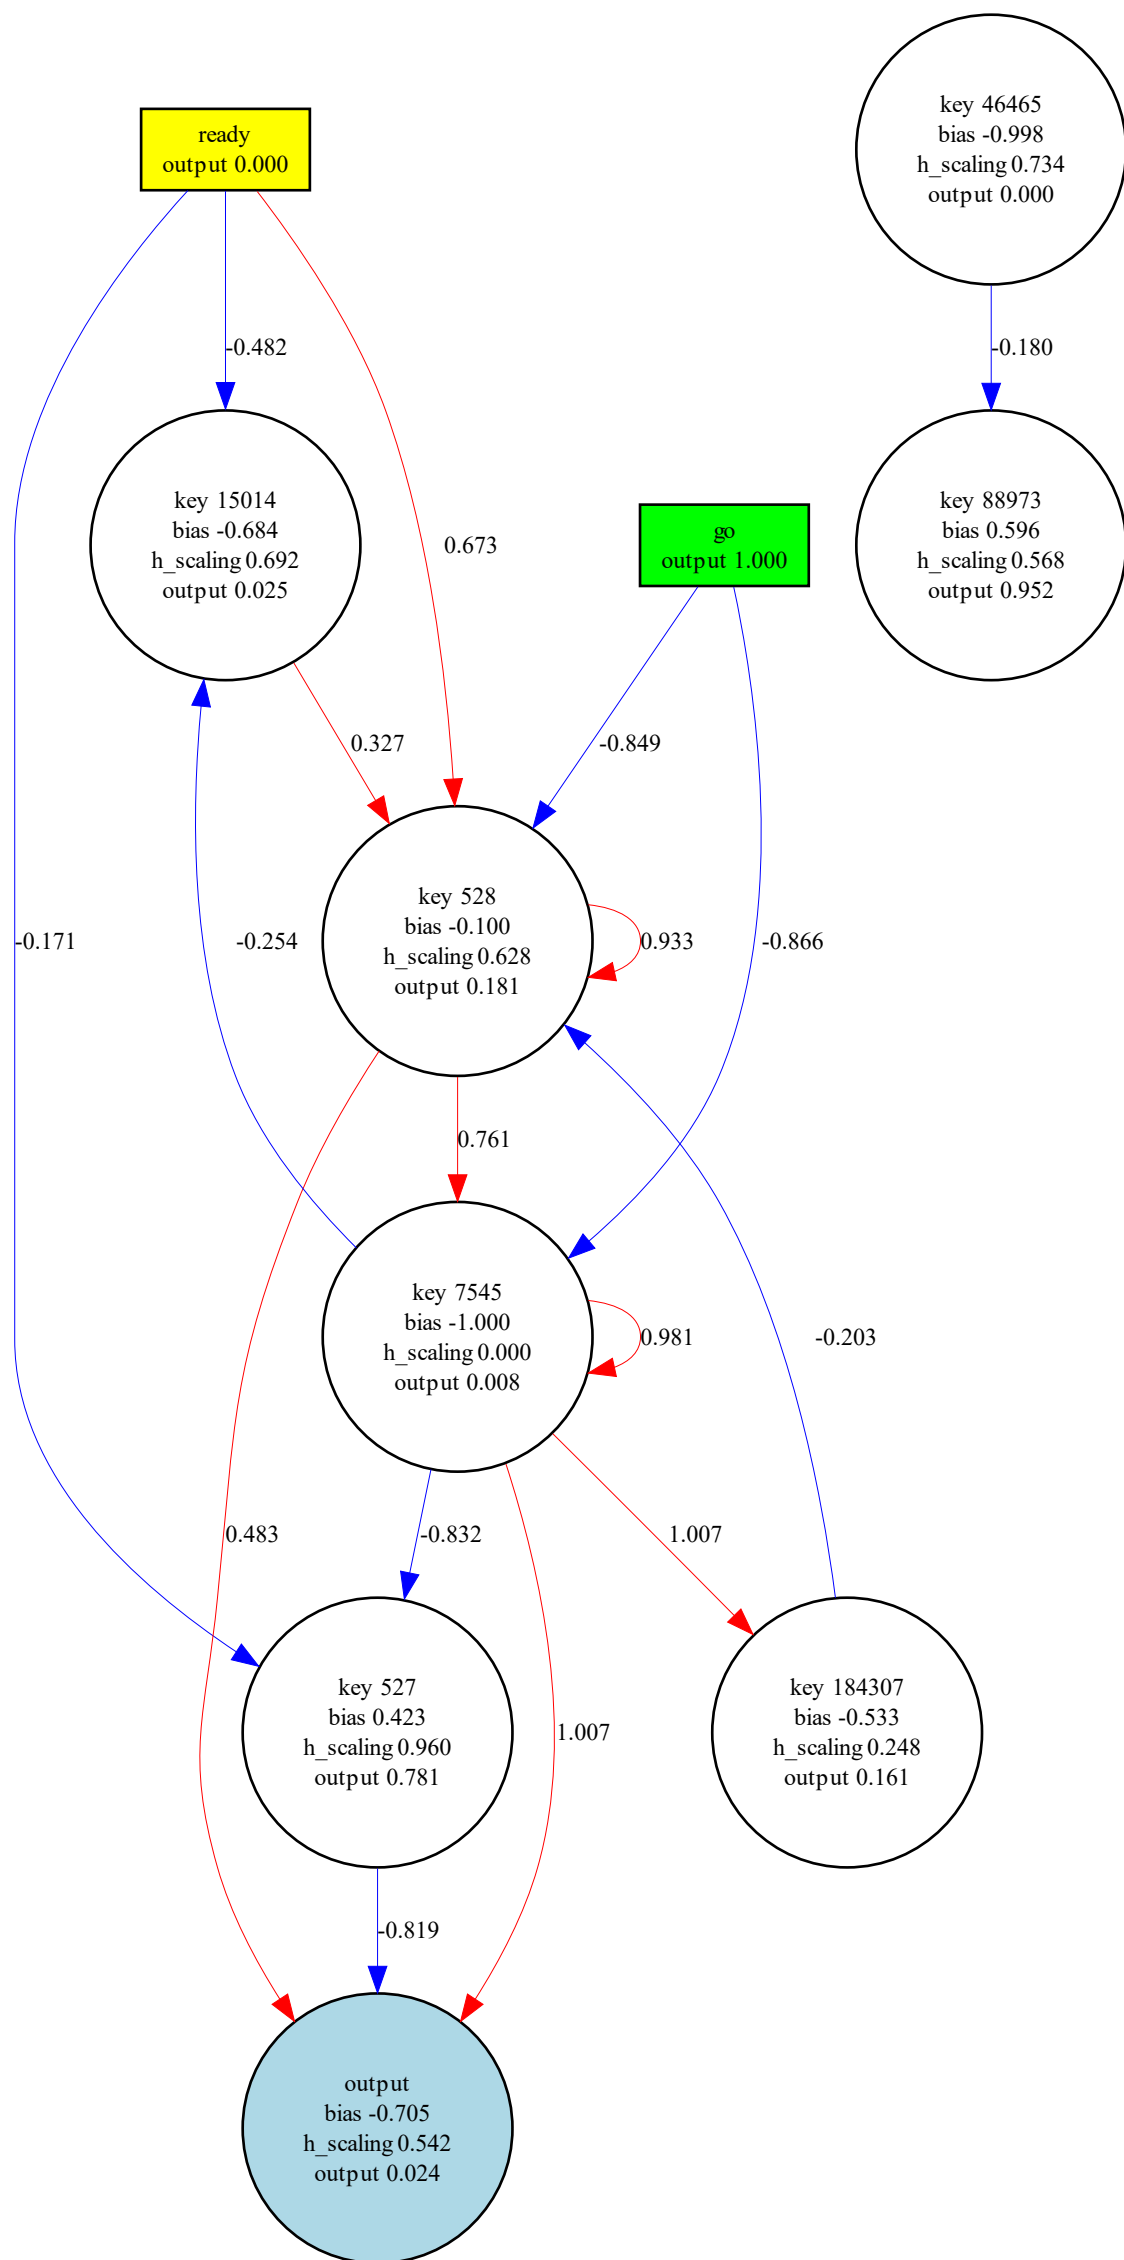 key 46465
bias -0.998
h_scaling 0.734
output 0.000
ready
output 0.000
-0.482
-0.180
key 15014
bias -0.684
h_scaling 0.692
output 0.025
0.673
go
output 1.000
key 88973
bias 0.596
h_scaling 0.568
output 0.952
0.327
-0.849
-0.171
-0.254
key 528
bias -0.100
h_scaling 0.628
output 0.181
0.933
-0.866
0.761
key 7545
bias -1.000
h_scaling 0.000
output 0.008
0.981
-0.203
0.483
-0.832
1.007
key 527
bias 0.423
h_scaling 0.960
output 0.781
1.007
key 184307
bias -0.533
h_scaling 0.248
output 0.161
-0.819
output
bias -0.705
h_scaling 0.542
output 0.024